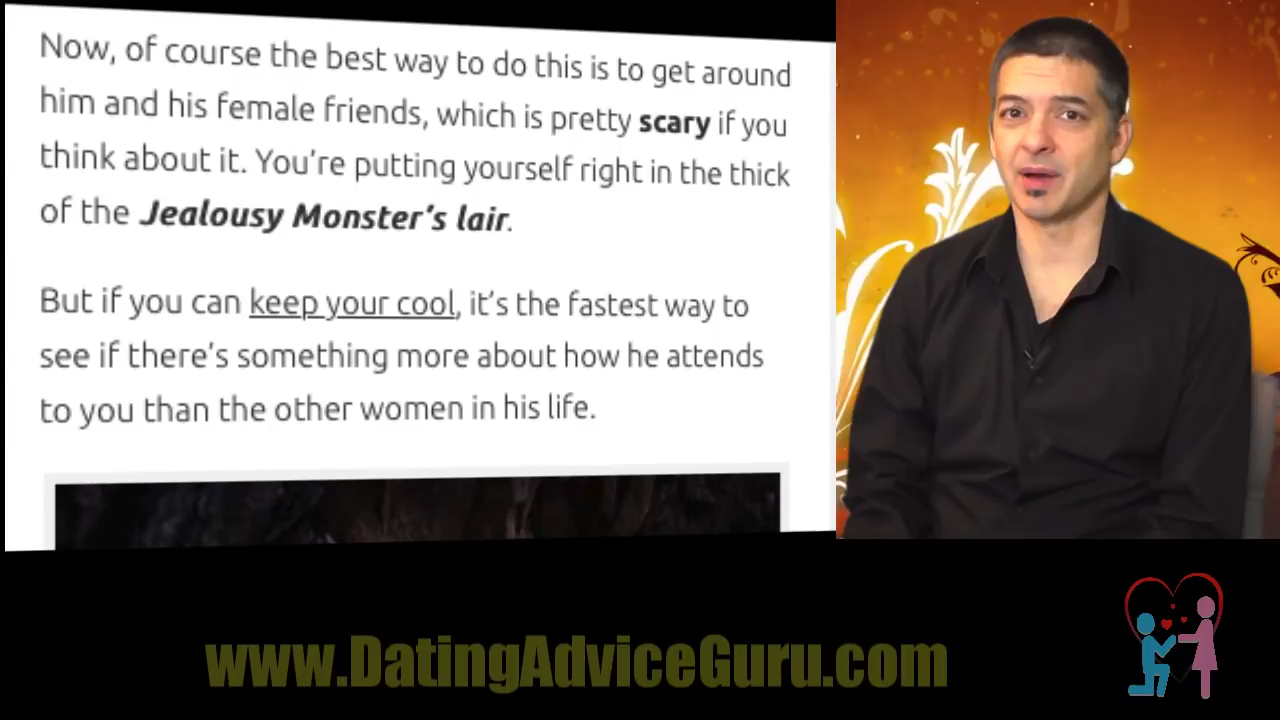 Now, of course the best way to do this is to get around
him and his female friends, which is pretty scary if you
think about it. You’re putting yourself right in the thick
of the Jealousy Monster’s lair.
But if you can keep your cool, it’s the fastest way to
see if there’s something more about how he attends
to you than the other women in his life.
www.DatingAdviceGuru.com